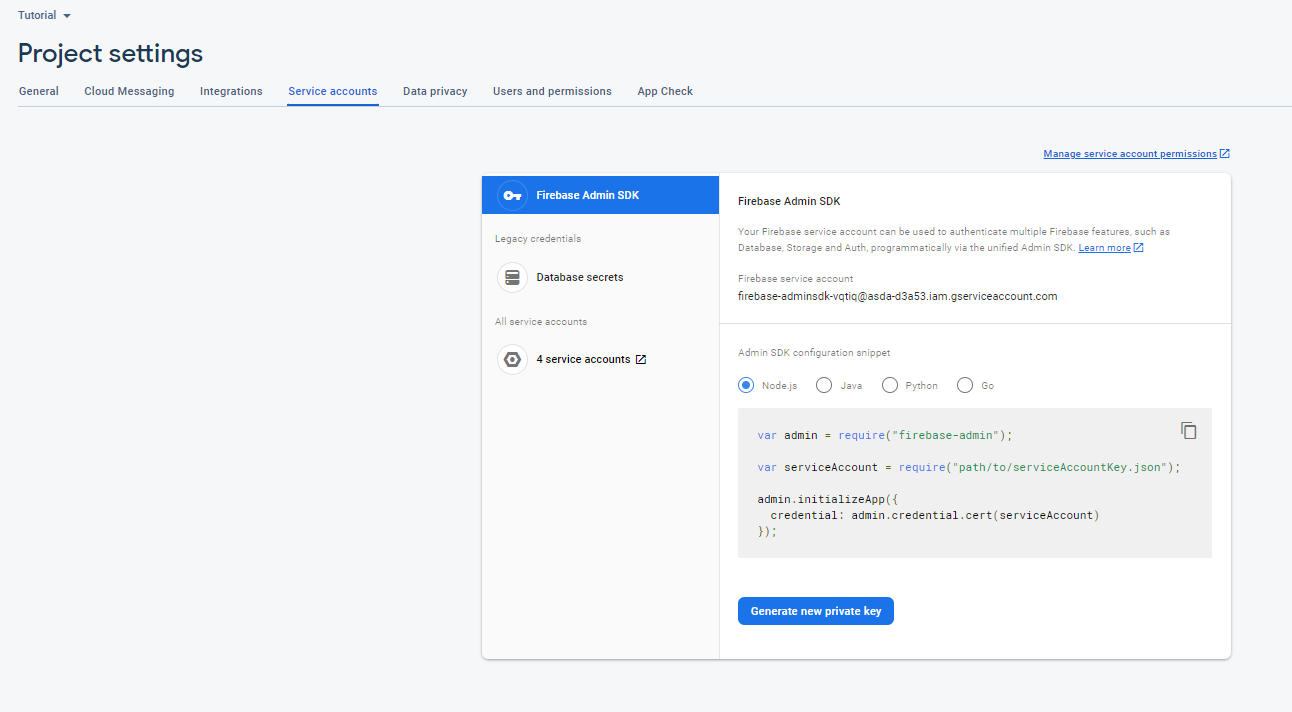 Tutorial
Project settings
General Cloud Messaging Integrations Service accounts Data privacy Users and permissions App Check
Manage service account permissions
Firebase Admin SDK
Legacy credentials
Database secrets
All service accounts
4 service accounts
Firebase Admin SDK
Your Firebase service account can be used to authenticate multiple Firebase features, such as
Database, Storage and Auth, programmatically via the unified Admin SDK. Learn more
Firebase service account
firebase-adminsdk-vqtiq@asda-d3a53.iam.gserviceaccount.com
Admin SDK configuration snippet
Node.js Java Python Go
var admin = require("firebase-admin");
var serviceAccount = require("path/to/serviceAccountKey.json");
admin.initializeApp({
  credential: admin.credential.cert(serviceAccount)
});
Generate new private key